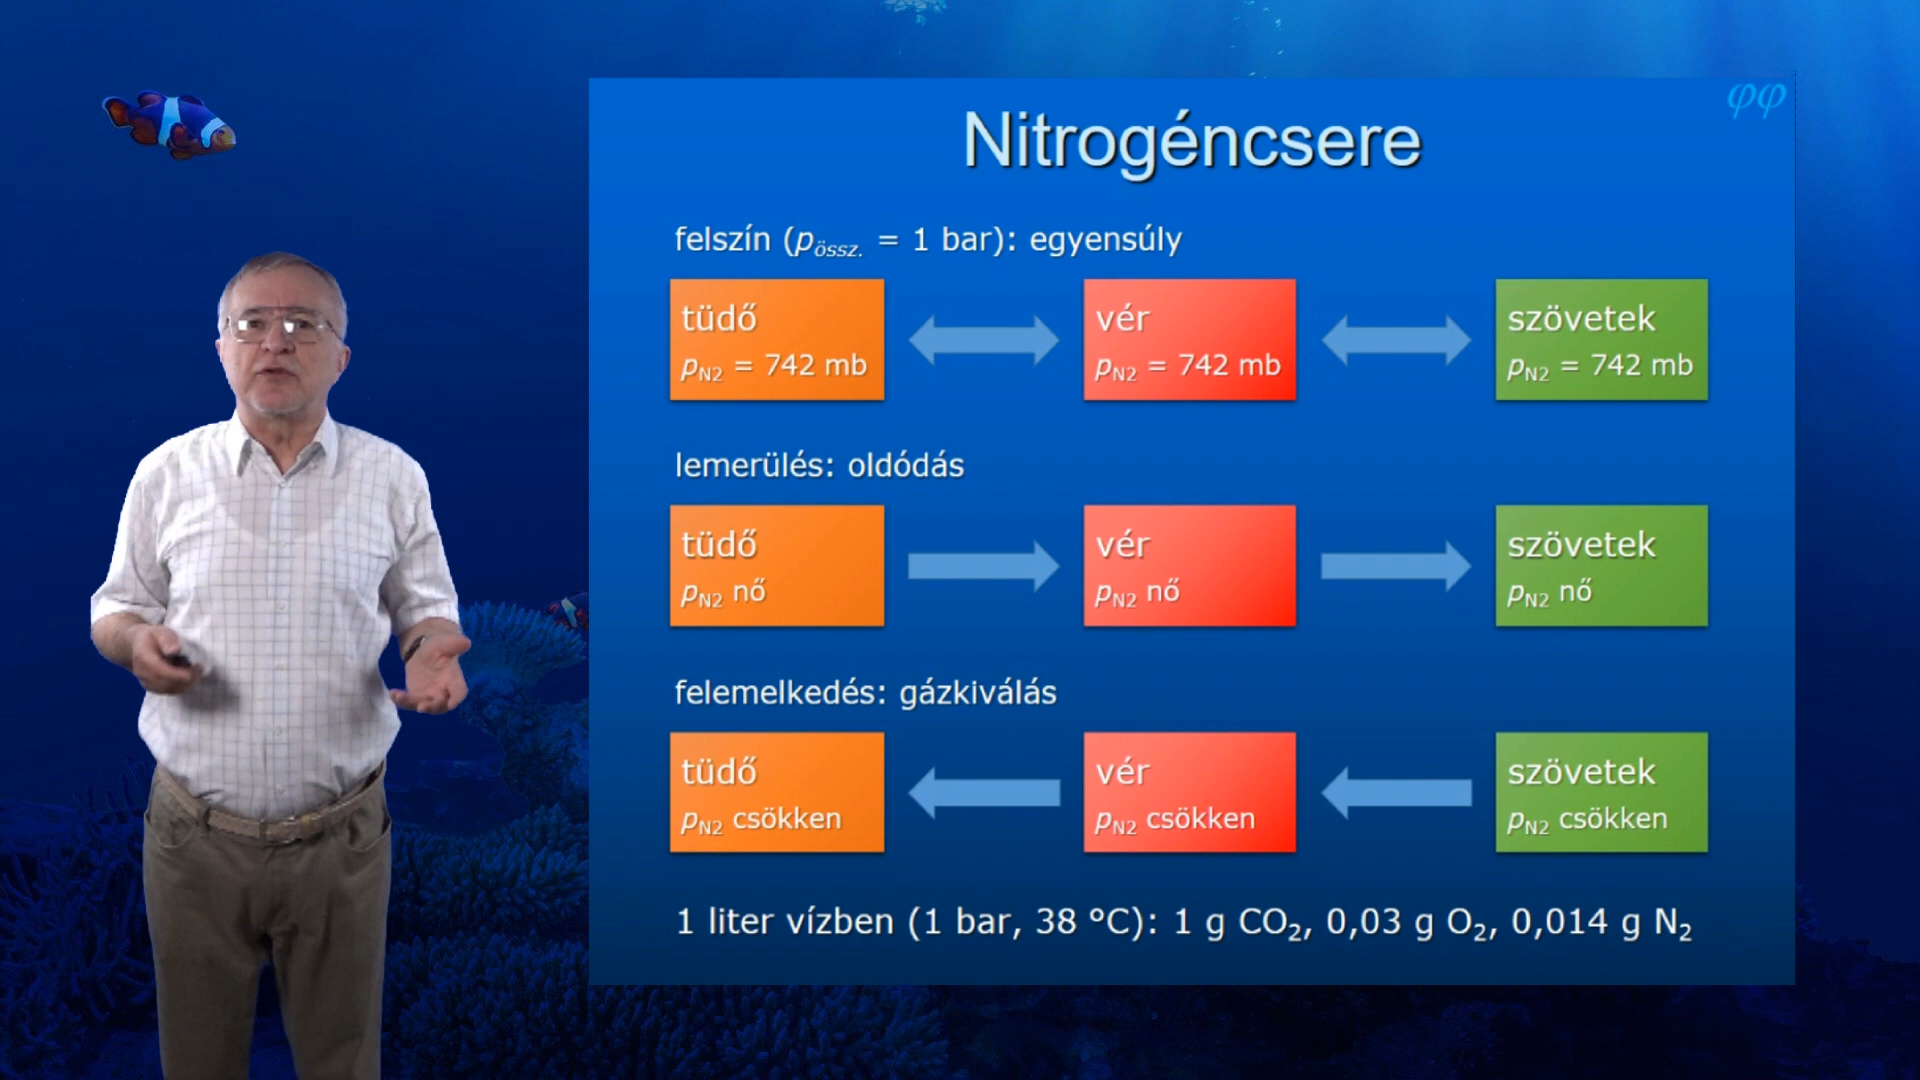 φφ
Nitrogéncsere
felszín (p össz. = 1 bar): egyensúly
tüdő
pN2 = 742 mb
vér
pN2 = 742 mb
szövetek
pN2 = 742 mb
lemerülés: oldódás
tüdő
pN2 nő
vér
pN2 nő
szövetek
pN2 nő
felemelkedés: gázkiválás
tüdő
pN2 csökken
vér
pN2 csökken
szövetek
pN2 csökken
1 liter vízben (1 bar, 38 °C): 1 g CO₂, 0,03 g O₂, 0,014 g N₂